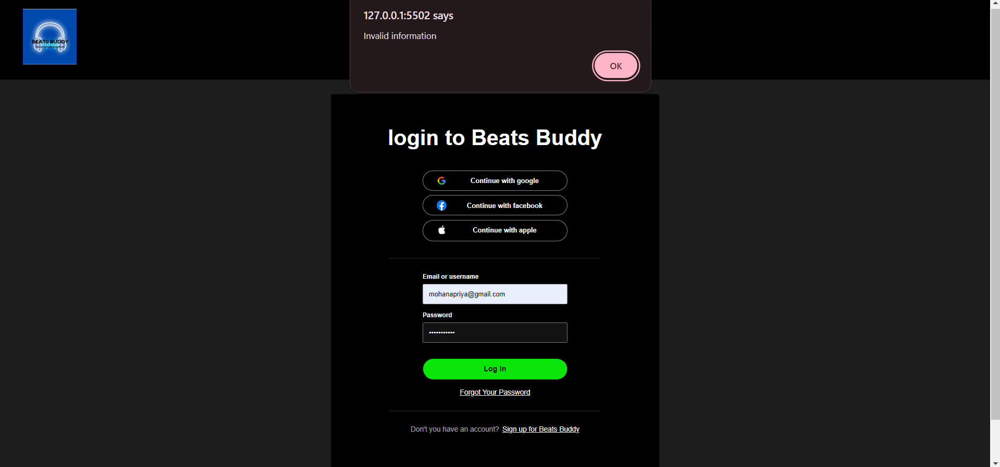 127.0.0.1:5502 says
Invalid information
OK
BEATS BUDDY
login to Beats Buddy
Continue with google
Continue with facebook
Continue with apple
Email or username
mohanapriya@gmail.com
Password
Log In
Forgot Your Password
Don't you have an account? Sign up for Beats Buddy